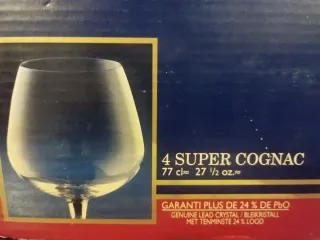 4 SUPER COGNAC
77 cl≈ 27 1/2 oz.≈
GARANTI PLUS DE 24 % DE PbO
GENUINE LEAD CRYSTAL / BLEIKRISTALL
MET TENMINSTE 24 % LOOD